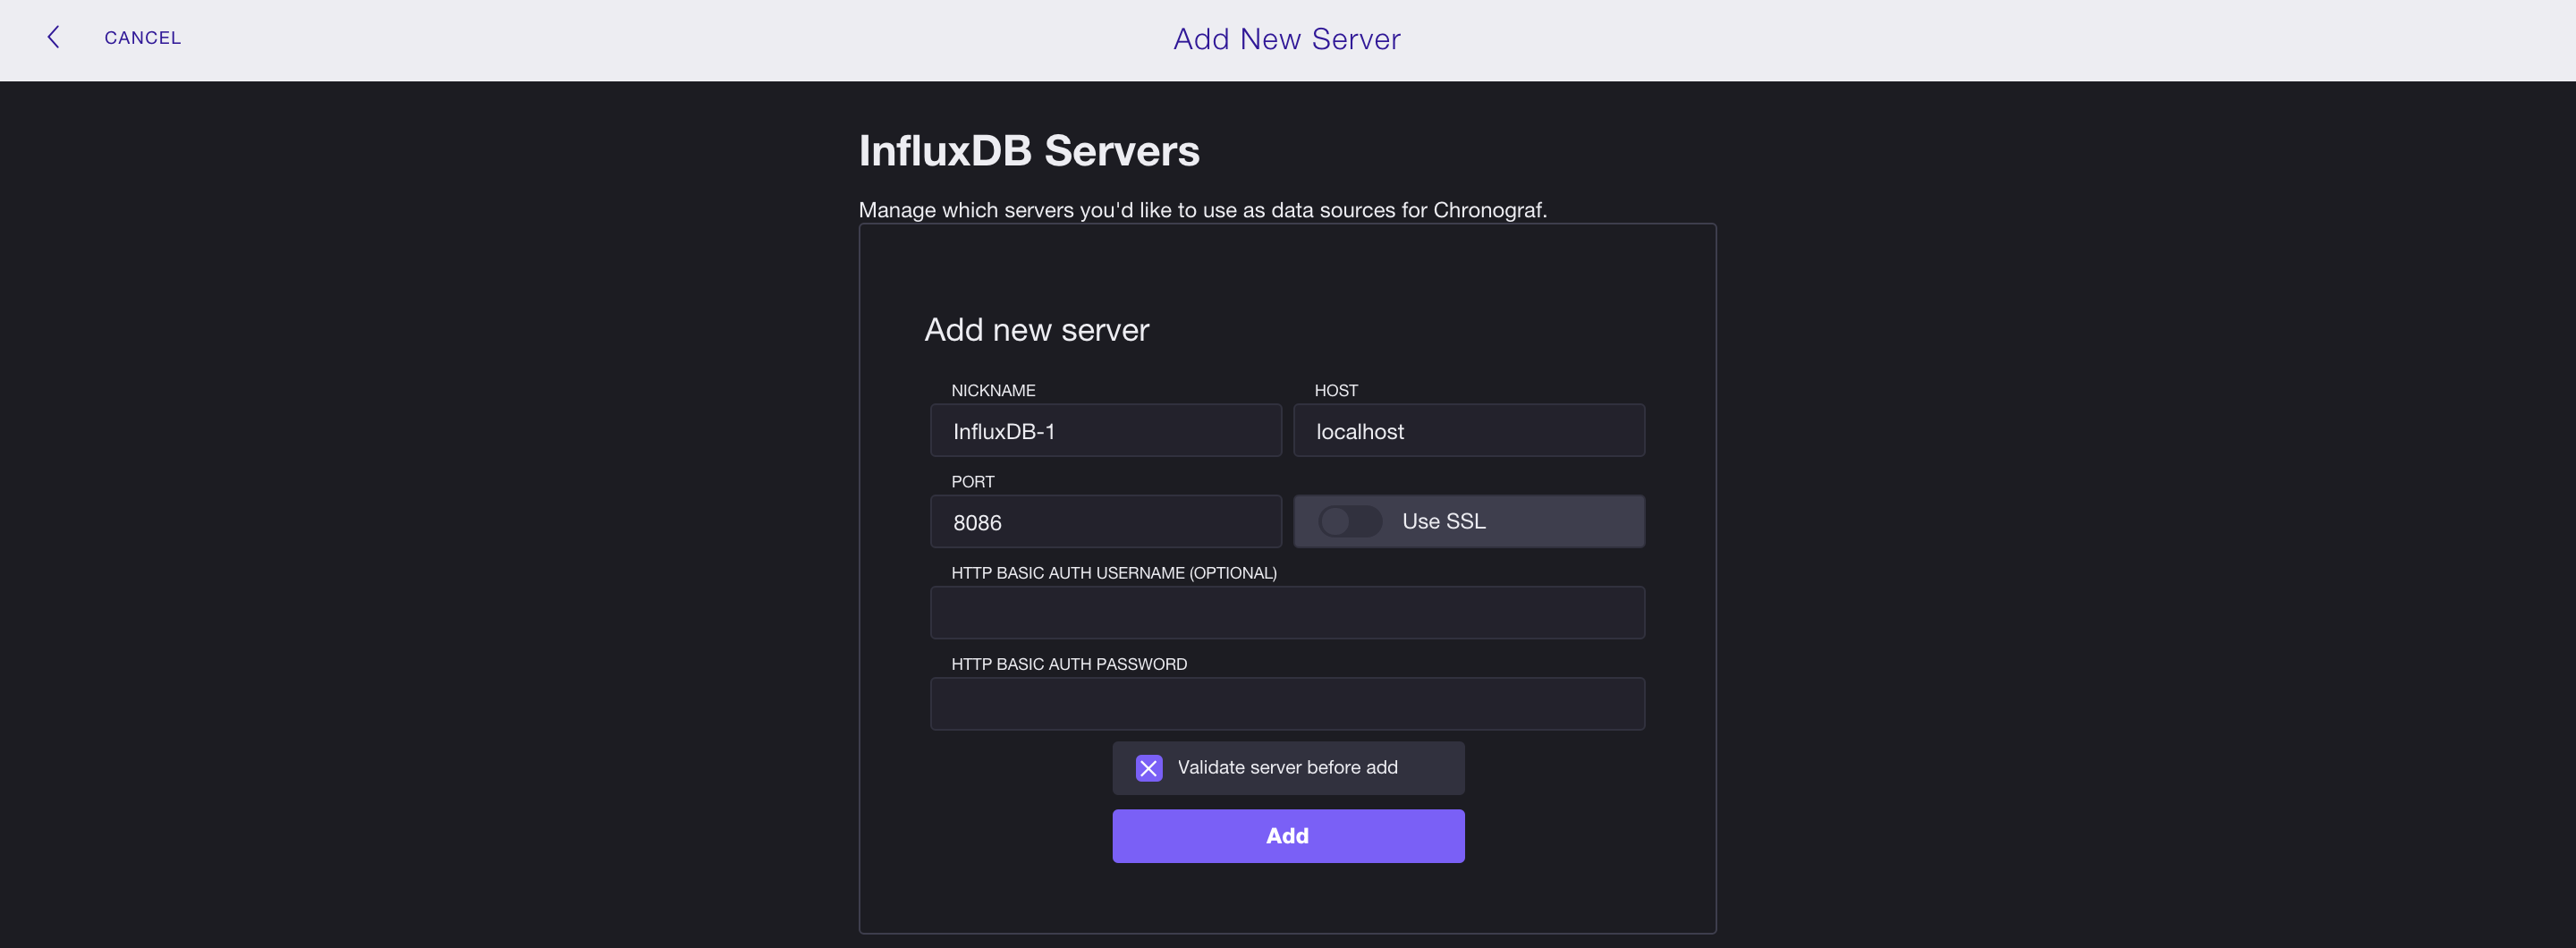 CANCEL
Add New Server
InfluxDB Servers
Manage which servers you'd like to use as data sources for Chronograf.
Add new server
NICKNAME
HOST
InfluxDB-1
localhost
PORT
8086
Use SSL
HTTP BASIC AUTH USERNAME (OPTIONAL)
HTTP BASIC AUTH PASSWORD
Validate server before add
Add